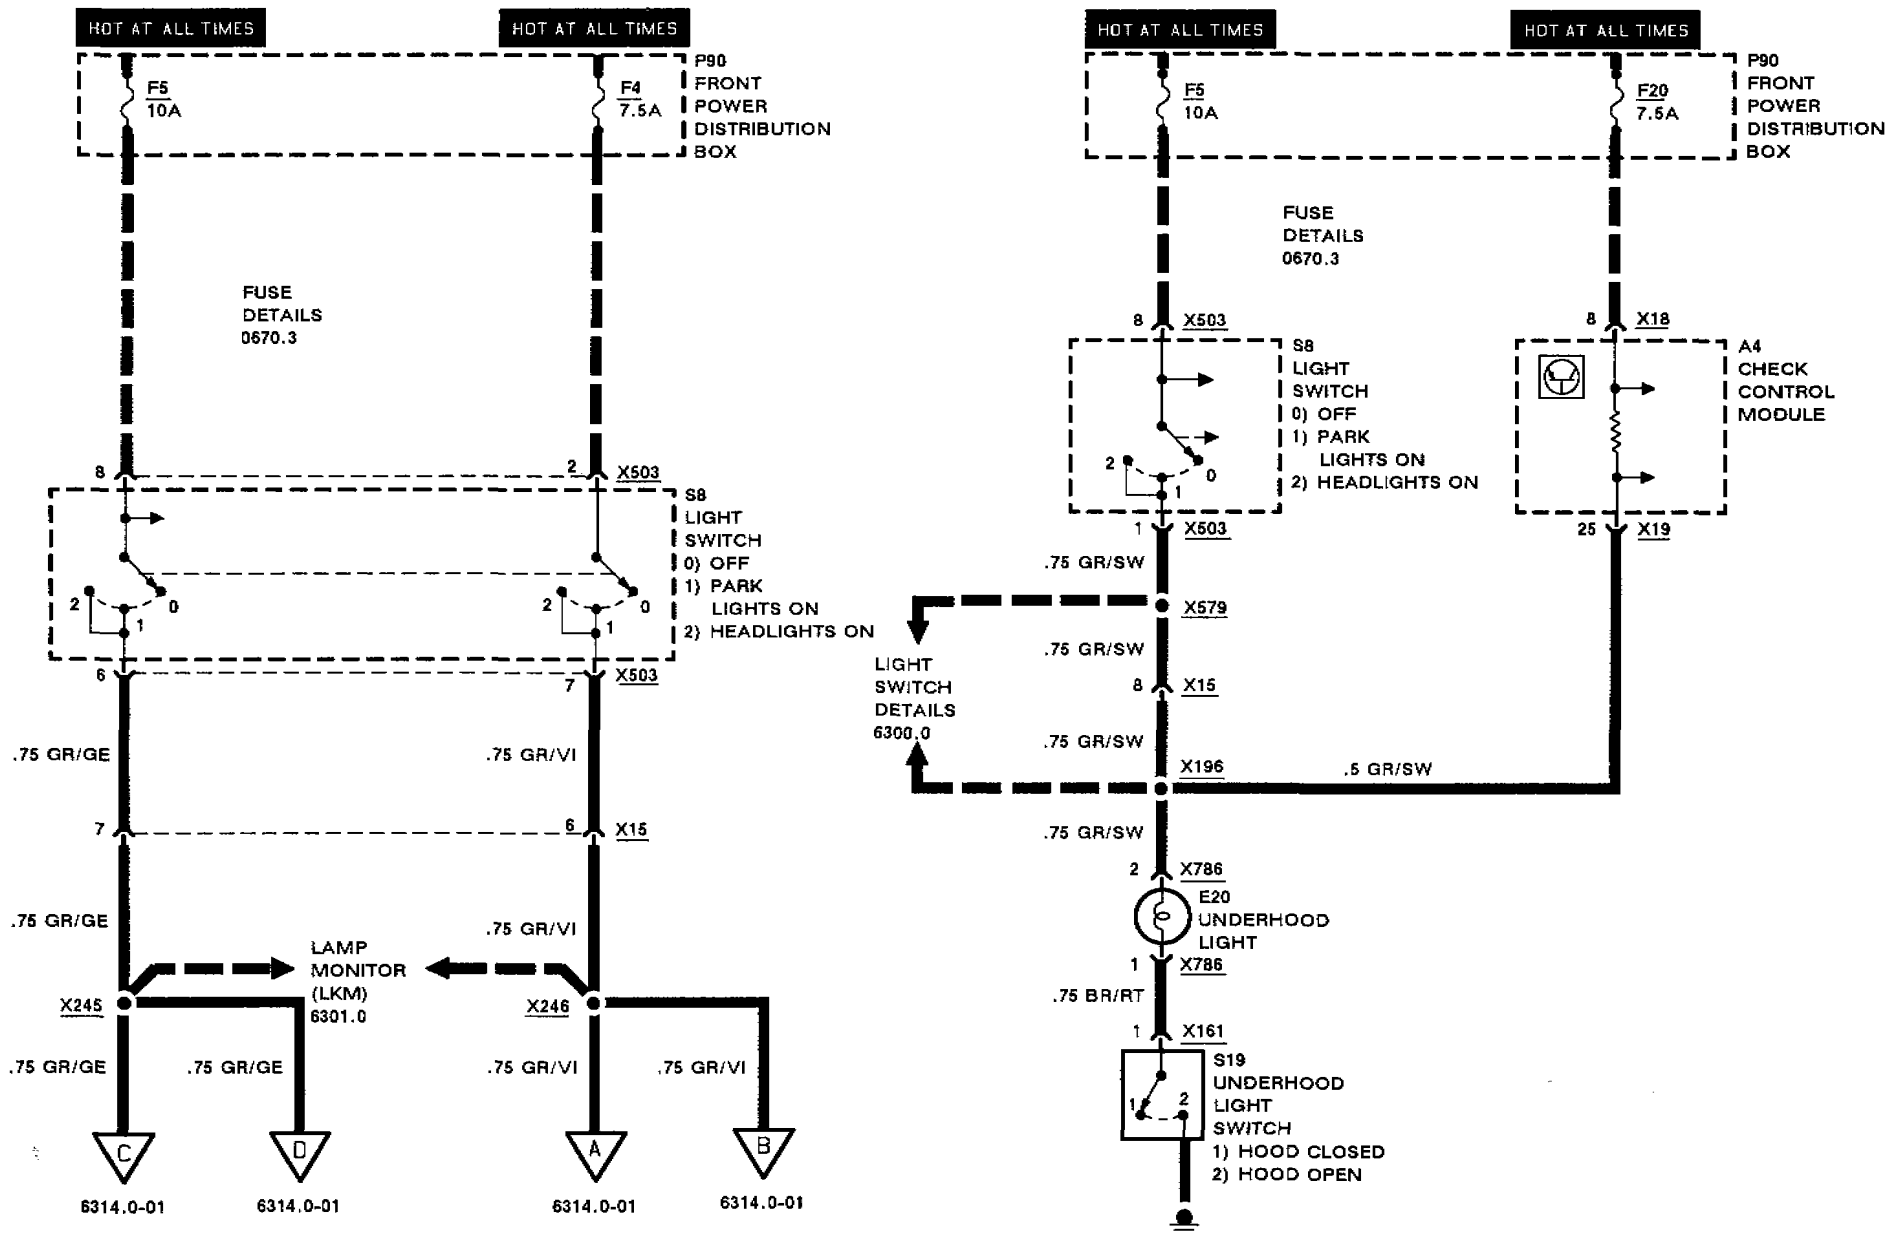 HOT AT ALL TIMES
HOT AT ALL TIMES
F5
10A
F4
7.5A
P90
FRONT
POWER
DISTRIBUTION
BOX
FUSE
DETAILS
0670.3
8
2
X503
S8
LIGHT
SWITCH
0) OFF
1) PARK
LIGHTS ON
2) HEADLIGHTS ON
2
0
1
2
0
1
6
7
X503
.75 GR/GE
.75 GR/VI
7
6
X15
.75 GR/GE
.75 GR/VI
LAMP
MONITOR
(LKM)
6301.0
X245
X246
.75 GR/GE
.75 GR/GE
.75 GR/VI
.75 GR/VI
C
D
A
B
6314.0-01
6314.0-01
6314.0-01
6314.0-01
HOT AT ALL TIMES
HOT AT ALL TIMES
F5
10A
F20
7.5A
P90
FRONT
POWER
DISTRIBUTION
BOX
FUSE
DETAILS
0670.3
8
X503
8
X18
S8
LIGHT
SWITCH
0) OFF
1) PARK
LIGHTS ON
2) HEADLIGHTS ON
2
0
1
A4
CHECK
CONTROL
MODULE
1
X503
25
X19
.75 GR/SW
X579
.75 GR/SW
LIGHT
SWITCH
DETAILS
6300.0
8
X15
.75 GR/SW
X196
.5 GR/SW
.75 GR/SW
2
X786
E20
UNDERHOOD
LIGHT
1
X786
.75 BR/RT
1
X161
S19
UNDERHOOD
LIGHT
SWITCH
1) HOOD CLOSED
2) HOOD OPEN
1
2